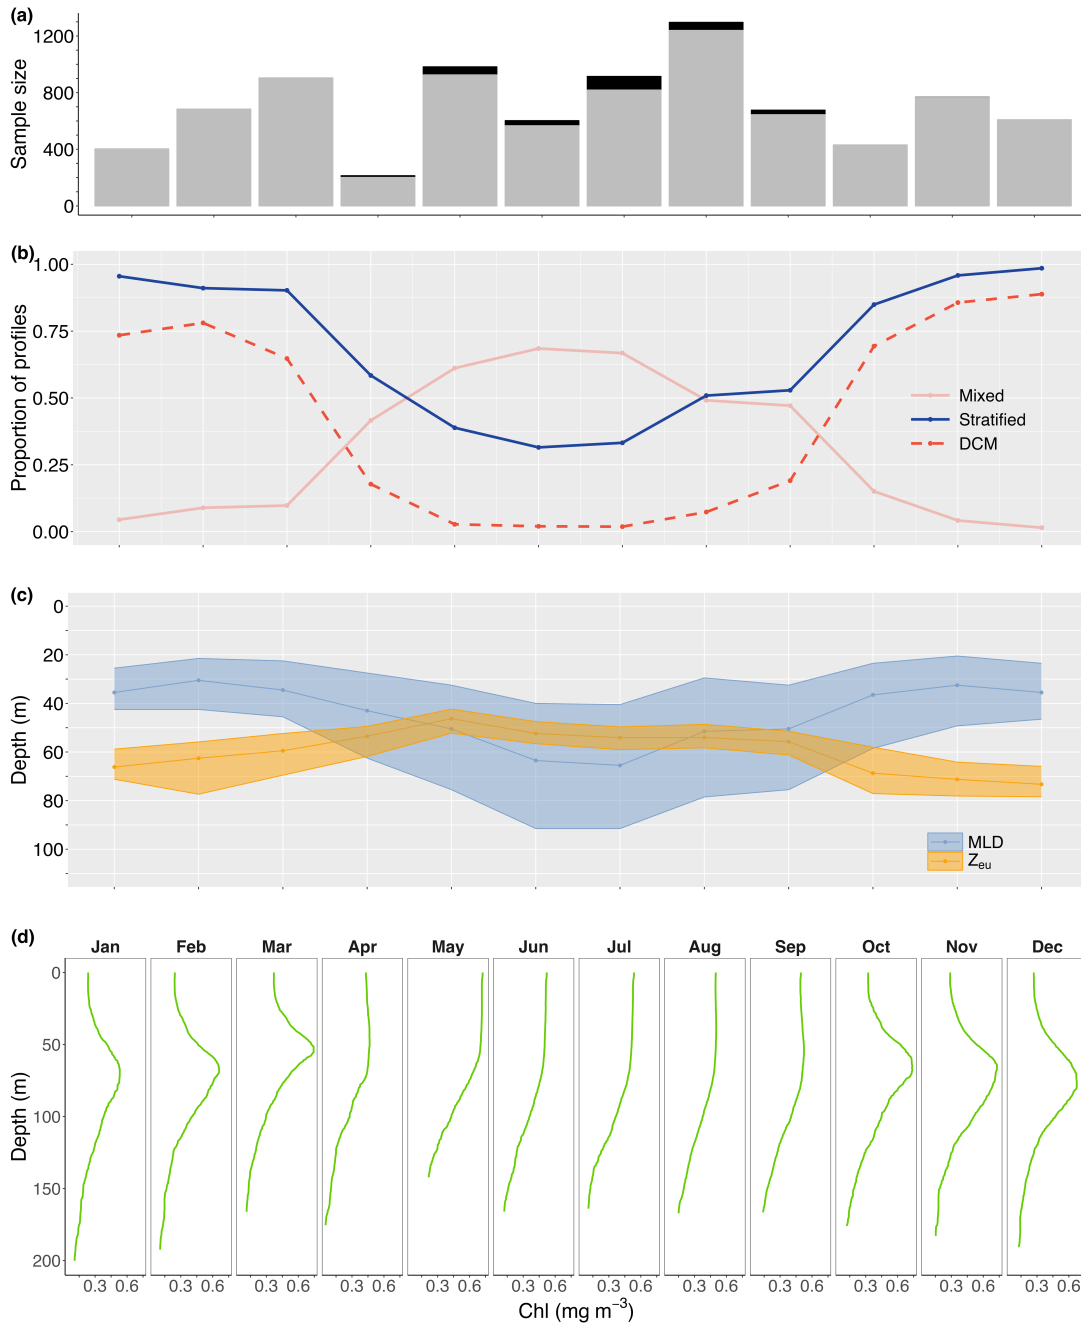 (a)
Sample size
1200
800
400
0
(b)
Proportion of profiles
1.00
0.75
0.50
0.25
0.00
Mixed
Stratified
DCM
(c)
Depth (m)
0
20
40
60
80
100
MLD
Zeu
(d)
Jan Feb Mar Apr May Jun Jul Aug Sep Oct Nov Dec
Depth (m)
0
50
100
150
200
0.3 0.6 0.3 0.6 0.3 0.6 0.3 0.6 0.3 0.6 0.3 0.6 0.3 0.6 0.3 0.6 0.3 0.6 0.3 0.6 0.3 0.6 0.3 0.6
Chl (mg m⁻³)